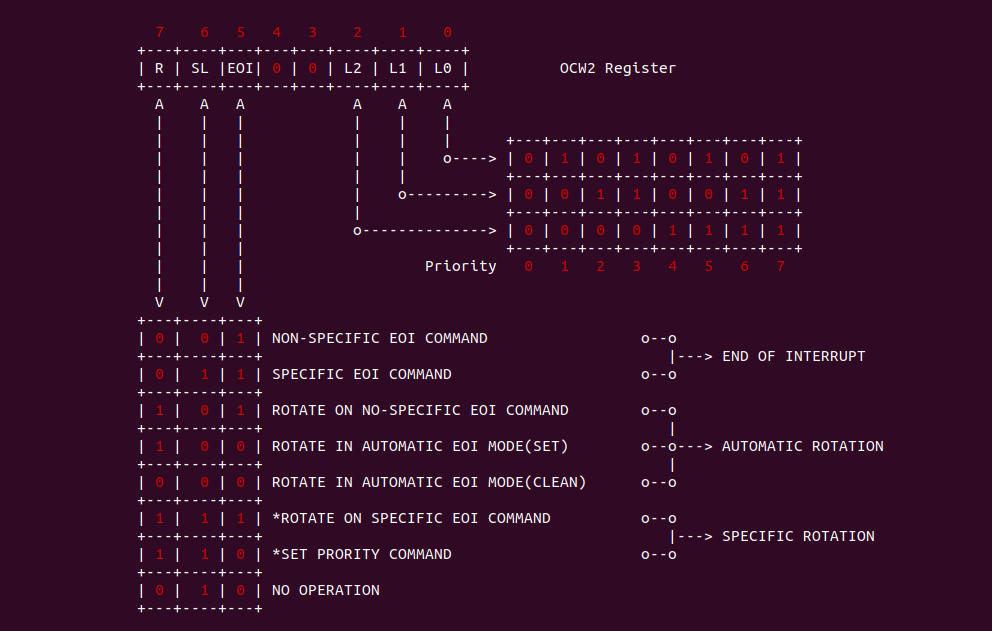 7 6 5 4 3 2 1 0
+---+----+---+---+---+----+----+----+
| R | SL |EOI| 0 | 0 | L2 | L1 | L0 | OCW2 Register
+---+----+---+---+---+----+----+----+
A A A A A A
| | | | | |
| | | | | | +---+---+---+---+---+---+---+---+
| | | | | o----> | 0 | 1 | 0 | 1 | 0 | 1 | 0 | 1 |
| | | | | +---+---+---+---+---+---+---+---+
| | | | o---------> | 0 | 0 | 1 | 1 | 0 | 0 | 1 | 1 |
| | | | +---+---+---+---+---+---+---+---+
| | | o--------------> | 0 | 0 | 0 | 0 | 1 | 1 | 1 | 1 |
| | | +---+---+---+---+---+---+---+---+
| | | Priority 0 1 2 3 4 5 6 7
| | |
V V V
+---+----+---+
| 0 | 0 | 1 | NON-SPECIFIC EOI COMMAND o--o
+---+----+---+ |---> END OF INTERRUPT
| 0 | 1 | 1 | SPECIFIC EOI COMMAND o--o
+---+----+---+
| 1 | 0 | 1 | ROTATE ON NO-SPECIFIC EOI COMMAND o--o
+---+----+---+ |
| 1 | 0 | 0 | ROTATE IN AUTOMATIC EOI MODE(SET) o--o---> AUTOMATIC ROTATION
+---+----+---+ |
| 0 | 0 | 0 | ROTATE IN AUTOMATIC EOI MODE(CLEAN) o--o
+---+----+---+
| 1 | 1 | 1 | *ROTATE ON SPECIFIC EOI COMMAND o--o
+---+----+---+ |---> SPECIFIC ROTATION
| 1 | 1 | 0 | *SET PRORITY COMMAND o--o
+---+----+---+
| 0 | 1 | 0 | NO OPERATION
+---+----+---+